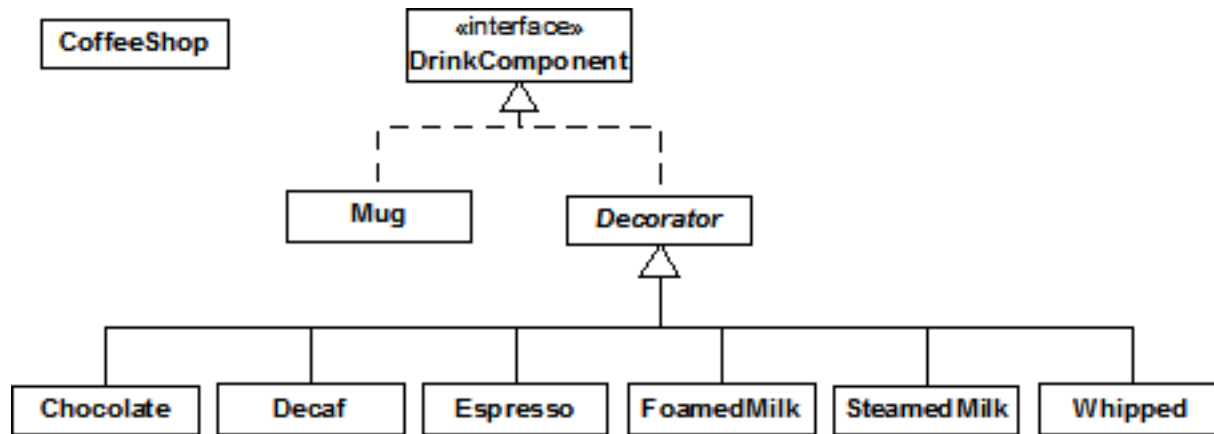 CoffeeShop
«interface»
DrinkComponent
Mug
Decorator
Chocolate
Decaf
Espresso
FoamedMilk
SteamedMilk
Whipped